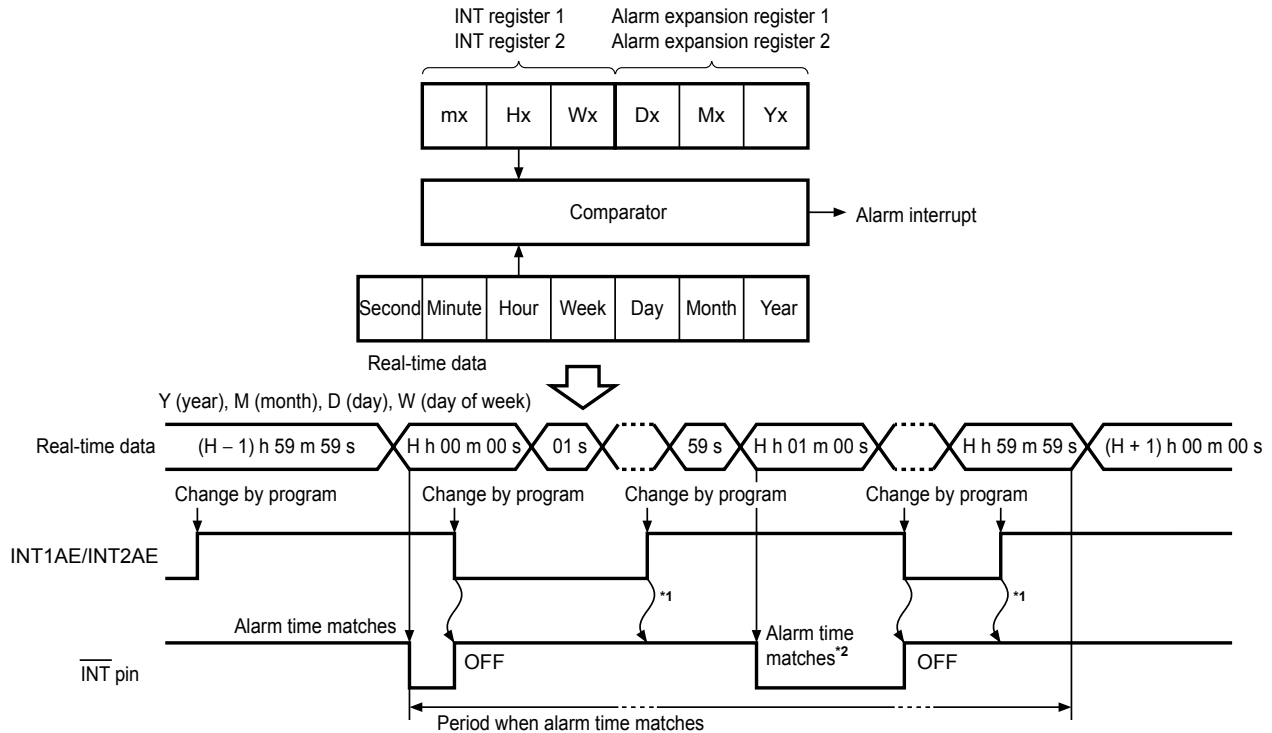 INT register 1 Alarm expansion register 1
INT register 2 Alarm expansion register 2
mx Hx Wx Dx Mx Yx
Comparator
Alarm interrupt
Second Minute Hour Week Day Month Year
Real-time data
Y (year), M (month), D (day), W (day of week)
Real-time data (H − 1) h 59 m 59 s H h 00 m 00 s 01 s 59 s H h 01 m 00 s H h 59 m 59 s (H + 1) h 00 m 00 s
Change by program Change by program Change by program Change by program
INT1AE/INT2AE
*1 *1
Alarm time matches Alarm time
matches*2
INT pin OFF OFF
Period when alarm time matches